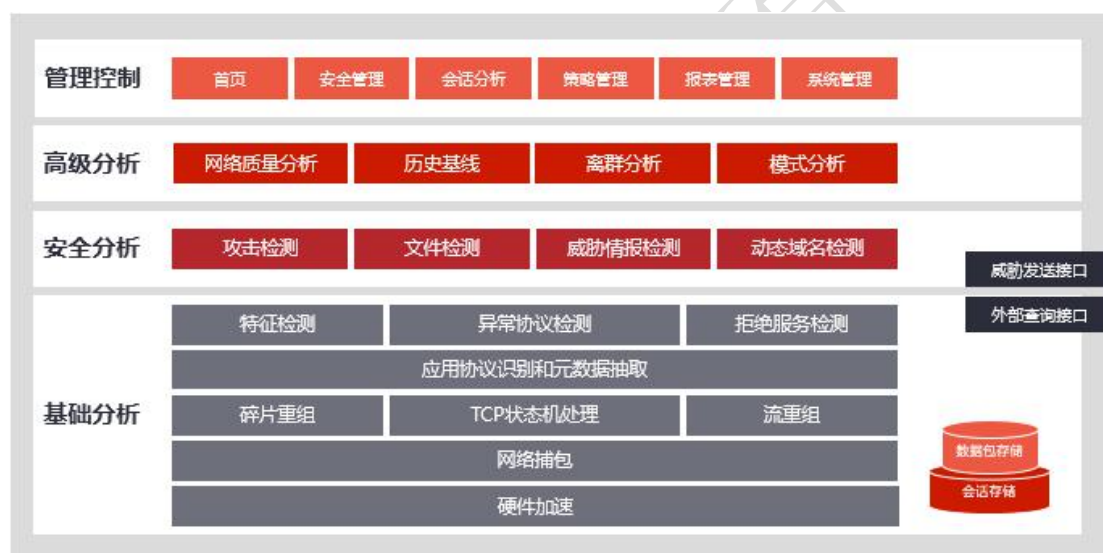 管理控制
首页 安全管理 会话分析 策略管理 报表管理 系统管理
高级分析
网络质量分析 历史基线 离群分析 模式分析
安全分析
攻击检测 文件检测 威胁情报检测 动态域名检测
威胁发送接口
外部查询接口
基础分析
特征检测 异常协议检测 拒绝服务检测
应用协议识别和元数据抽取
碎片重组 TCP状态机处理 流重组
网络捕包
硬件加速
数据包存储
会话存储